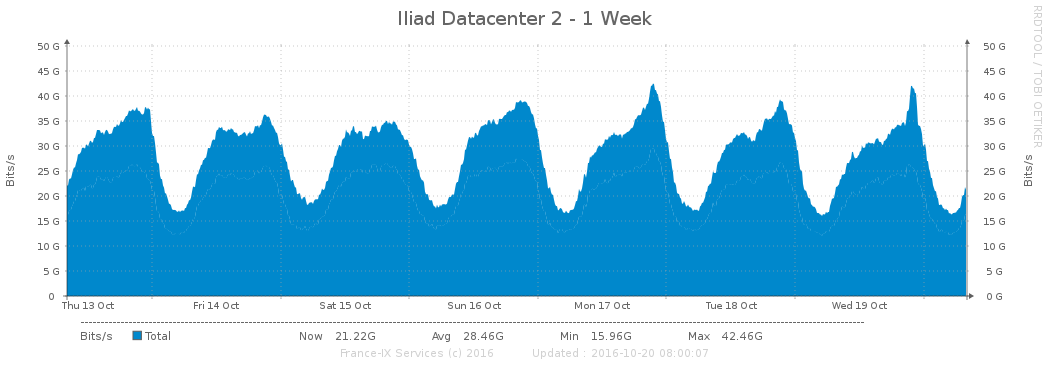 Iliad Datacenter 2 - 1 Week
RRDTOOL / TOBI OETIKER
Bits/s
50 G 50 G
45 G 45 G
40 G 40 G
35 G 35 G
30 G 30 G
25 G 25 G
20 G 20 G
15 G 15 G
10 G 10 G
5 G 5 G
0 0 G
Bits/s
Thu 13 Oct Fri 14 Oct Sat 15 Oct Sun 16 Oct Mon 17 Oct Tue 18 Oct Wed 19 Oct
Bits/s Total Now 21.22G Avg 28.46G Min 15.96G Max 42.46G
France-IX Services (c) 2016 Updated : 2016-10-20 08:00:07